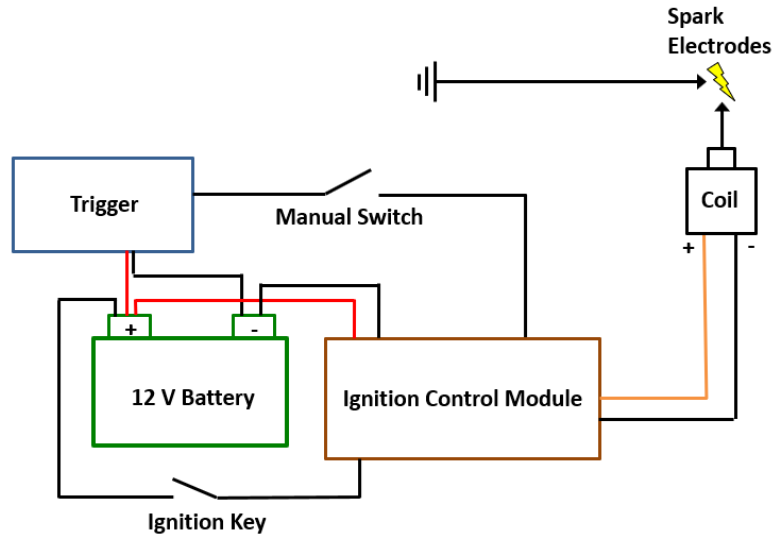 Spark
Electrodes
Trigger
Manual Switch
Coil
+ -
+ -
12 V Battery
Ignition Control Module
Ignition Key